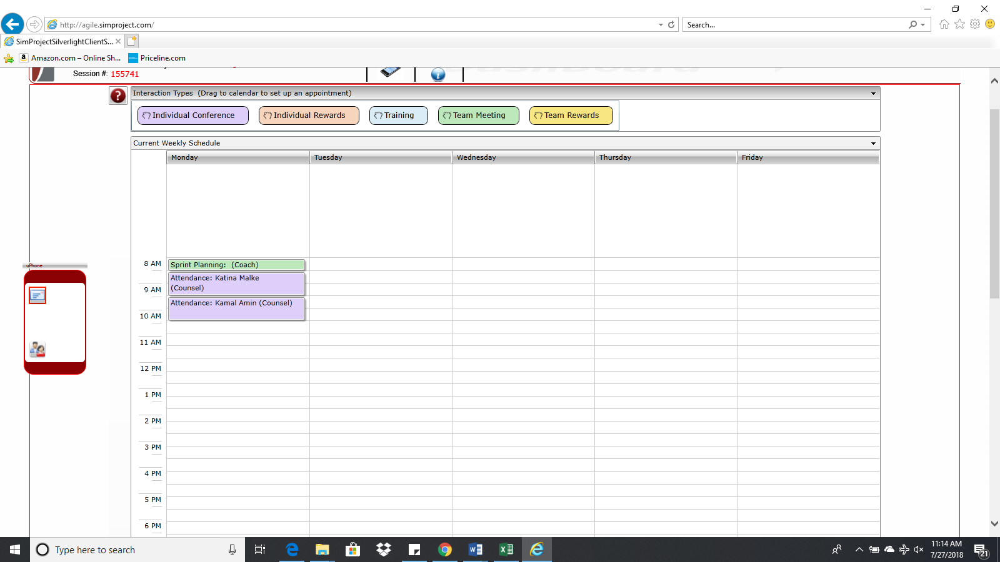 http://agile.simproject.com/
Search...
SimProjectSilverlightClientS...
Amazon.com – Online Sh...
Priceline.com
Session #: 155741
Interaction Types (Drag to calendar to set up an appointment)
Individual Conference
Individual Rewards
Training
Team Meeting
Team Rewards
Current Weekly Schedule
Monday
Tuesday
Wednesday
Thursday
Friday
8 AM
Sprint Planning: (Coach)
Attendance: Katina Malke
(Counsel)
9 AM
Attendance: Kamal Amin (Counsel)
10 AM
11 AM
12 PM
1 PM
2 PM
3 PM
4 PM
5 PM
6 PM
uPhone
Type here to search
11:14 AM
7/27/2018
21